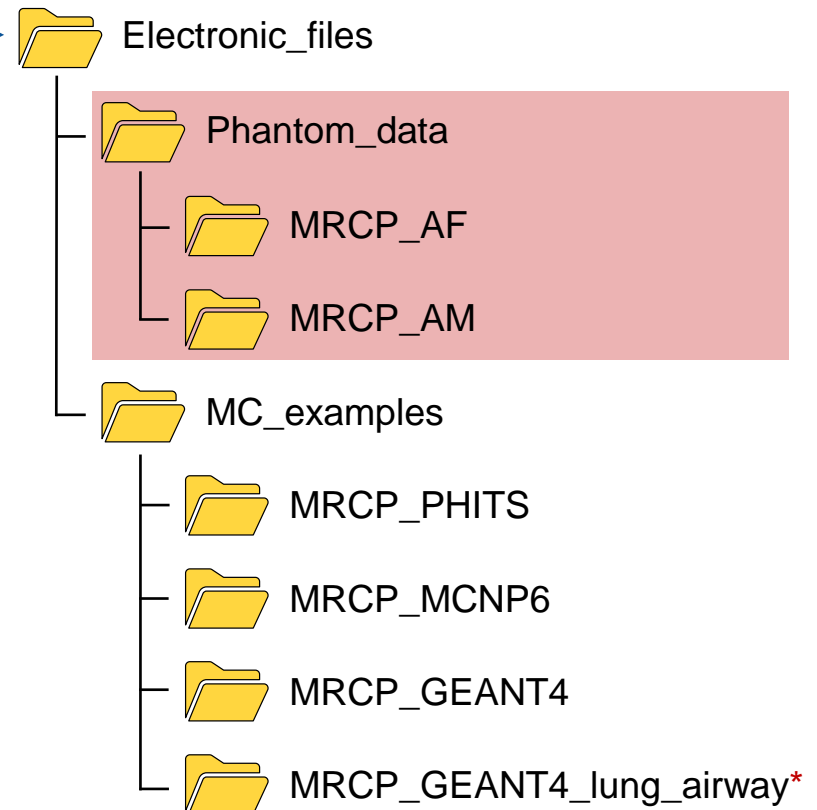 Electronic_files
Phantom_data
MRCP_AF
MRCP_AM
MC_examples
MRCP_PHITS
MRCP_MCNP6
MRCP_GEANT4
MRCP_GEANT4_lung_airway*